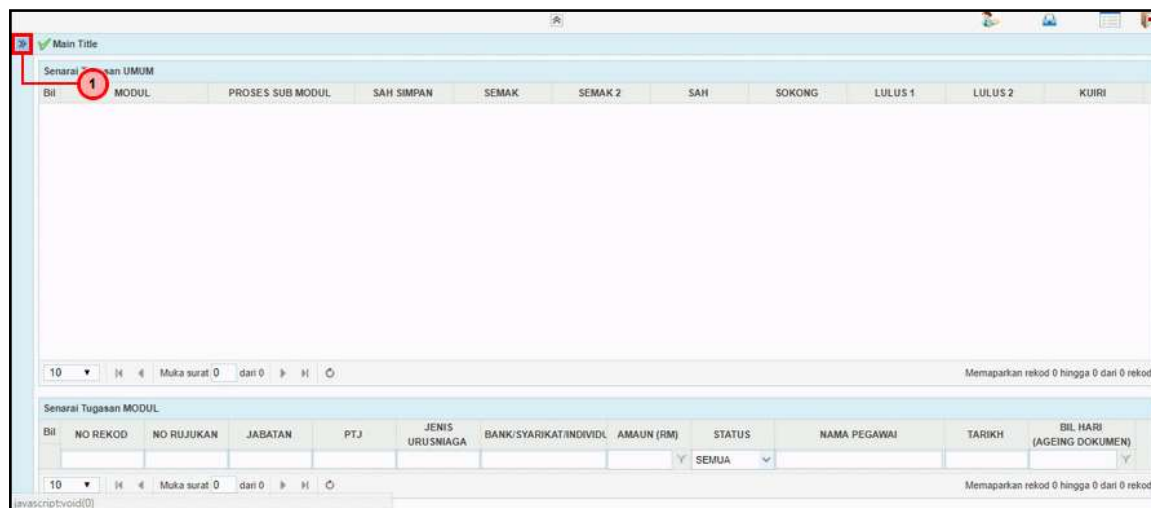 Main Title
Senarai Tugasan UMUM
1
Bil MODUL PROSES SUB MODUL SAH SIMPAN SEMAK SEMAK 2 SAH SOKONG LULUS 1 LULUS 2 KUIRI
10 Muka surat 0 dari 0 Memaparkan rekod 0 hingga 0 dari 0 rekod
Senarai Tugasan MODUL
Bil NO REKOD NO RUJUKAN JABATAN PTJ JENIS URUSNIAGA BANK/SYARIKAT/INDIVIDU AMAUN (RM) STATUS NAMA PEGAWAI TARIKH BIL HARI (AGEING DOKUMEN)
SEMUA
10 Muka surat 0 dari 0 Memaparkan rekod 0 hingga 0 dari 0 rekod
javascript:void(0)